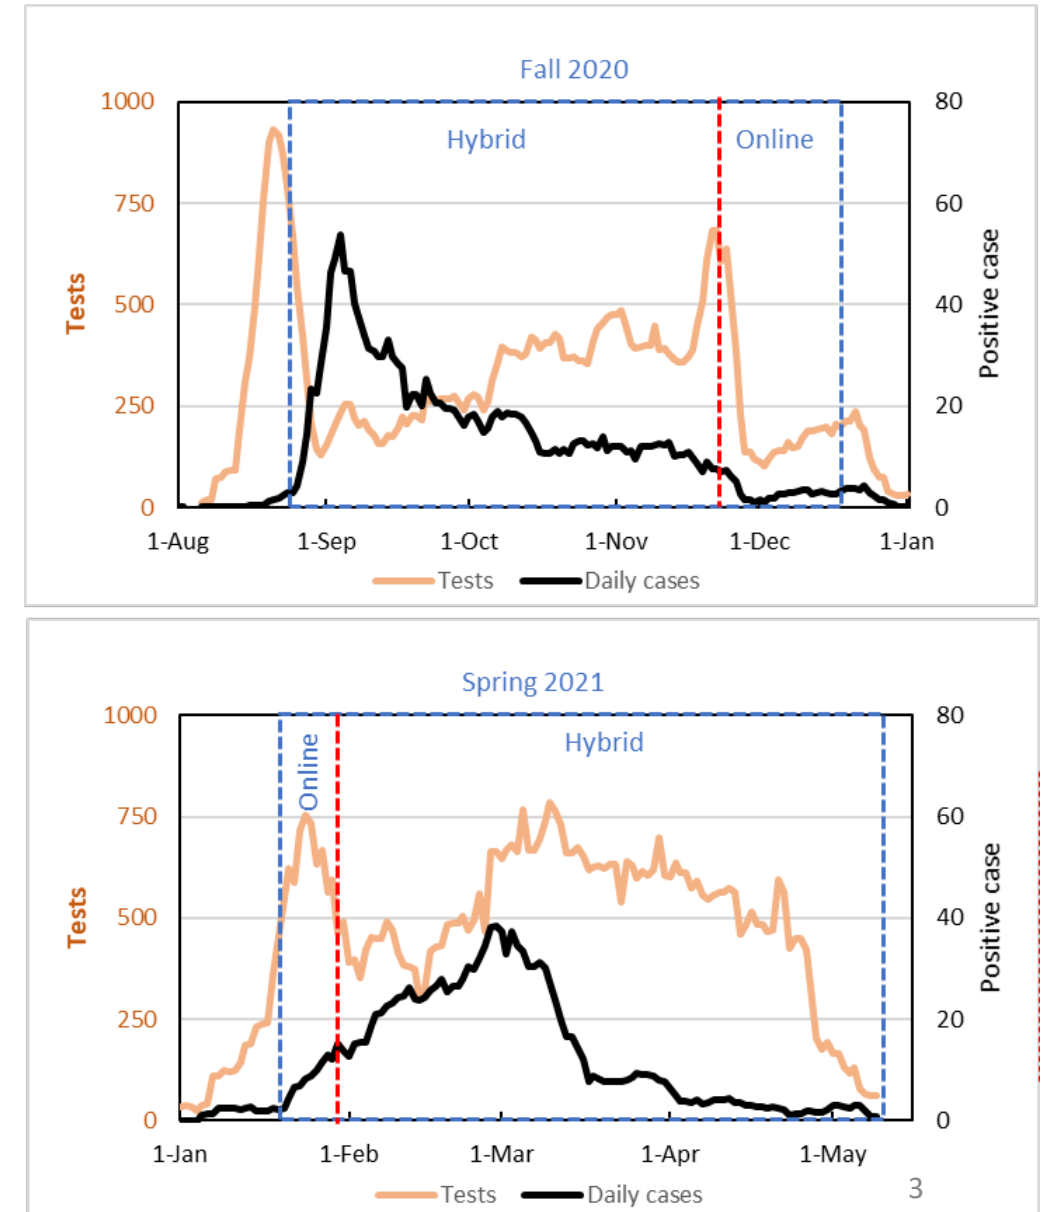 Fall 2020
1000
80
Hybrid
Online
750
60
Tests
500
40
Positive case
250
20
0
0
1-Aug
1-Sep
1-Oct
1-Nov
1-Dec
1-Jan
Tests
Daily cases
Spring 2021
1000
80
Online
Hybrid
750
60
Tests
500
40
Positive case
250
20
0
0
1-Jan
1-Feb
1-Mar
1-Apr
1-May
Tests
Daily cases
3